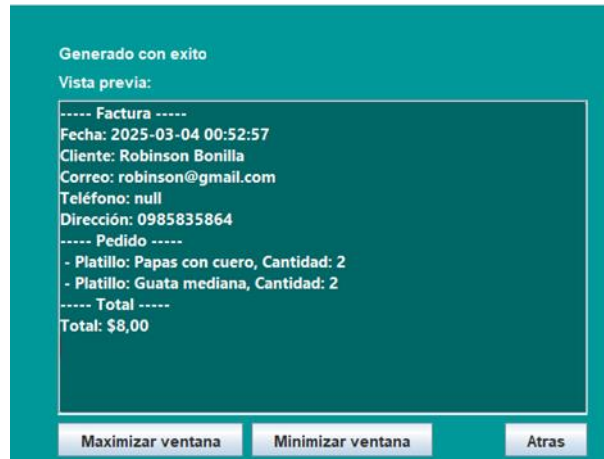 Generado con exito
Vista previa:
----- Factura -----
Fecha: 2025-03-04 00:52:57
Cliente: Robinson Bonilla
Correo: robinson@gmail.com
Teléfono: null
Dirección: 0985835864
----- Pedido -----
- Platillo: Papas con cuero, Cantidad: 2
- Platillo: Guata mediana, Cantidad: 2
----- Total -----
Total: $8,00
Maximizar ventana Minimizar ventana Atras